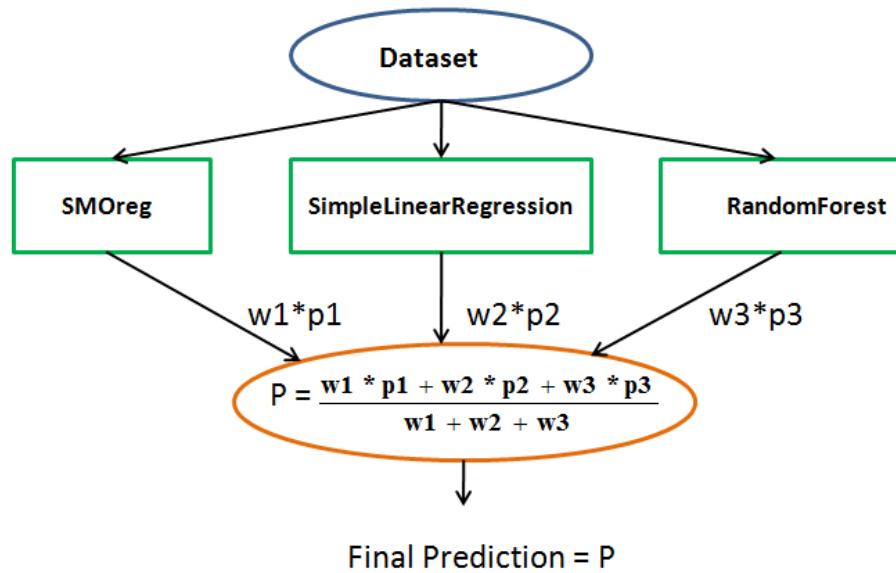 Dataset
SMOreg
SimpleLinearRegression
RandomForest
w1*p1
w2*p2
w3*p3
P = w1 * p1 + w2 * p2 + w3 * p3
w1 + w2 + w3
Final Prediction = P